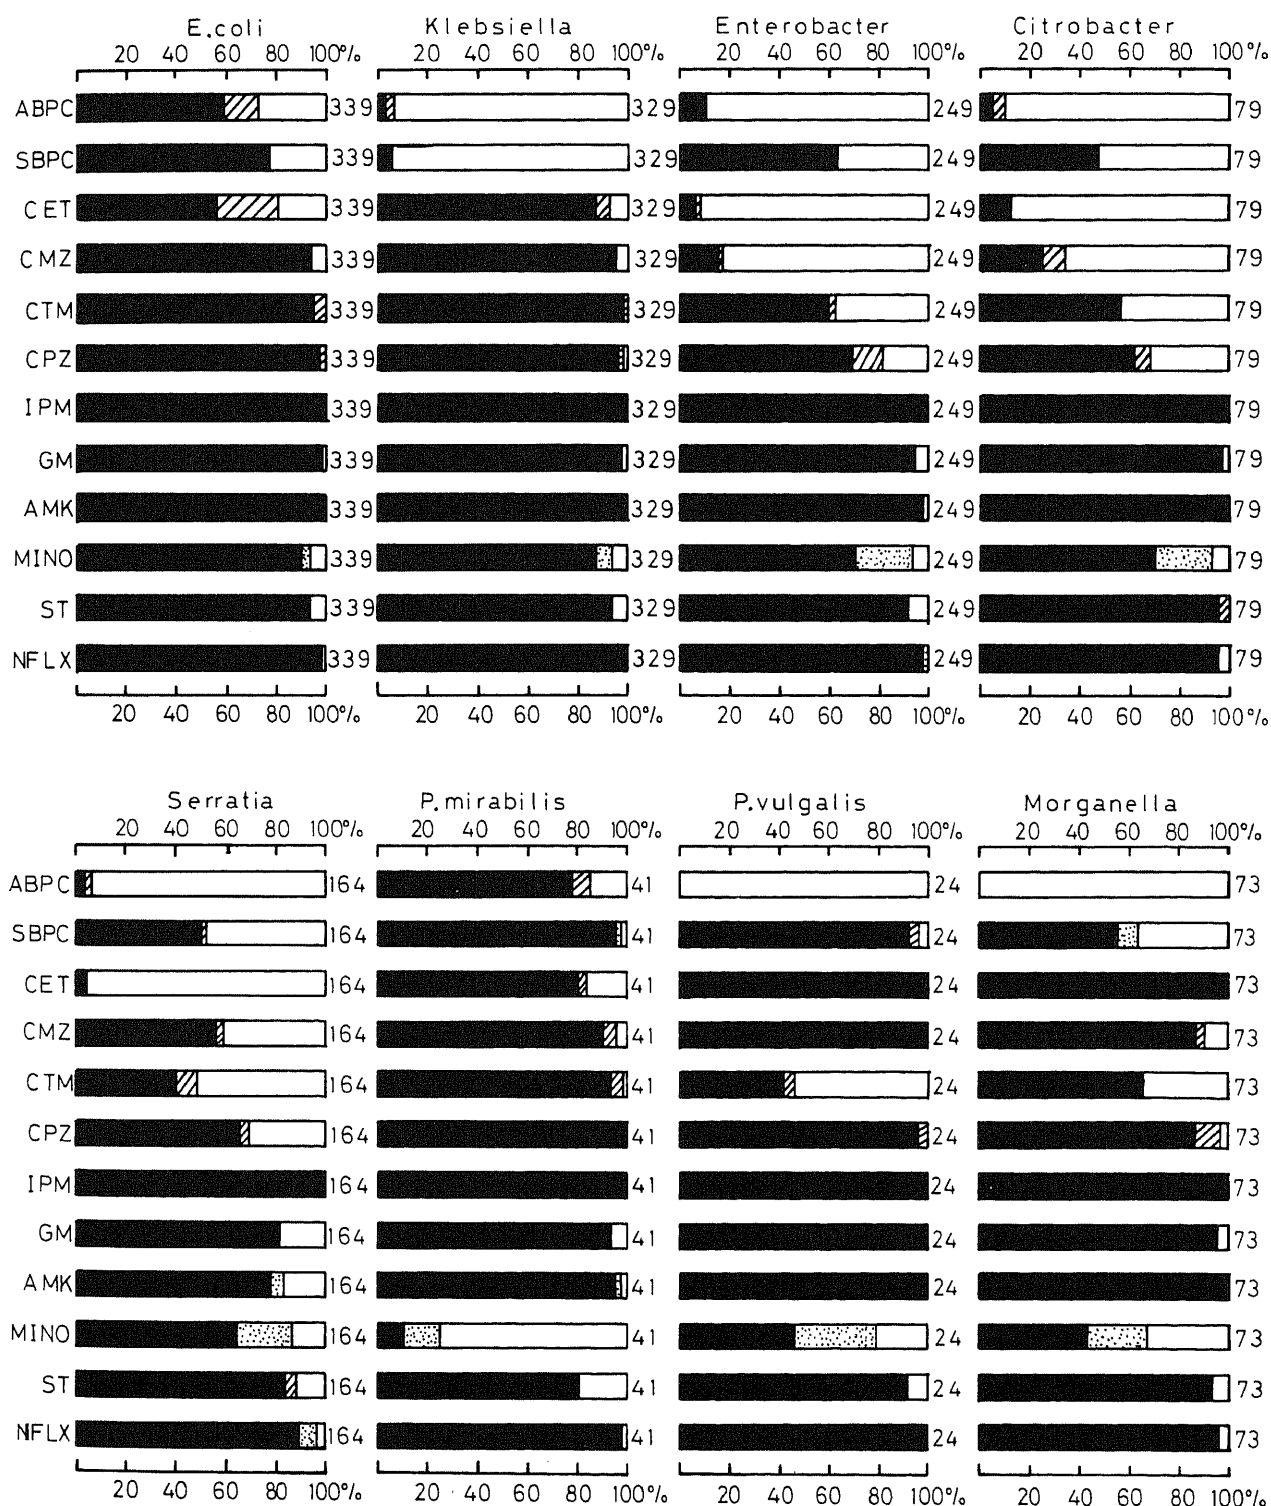 E.coli Klebsiella Enterobacter Citrobacter
20 40 60 80 100% 20 40 60 80 100% 20 40 60 80 100% 20 40 60 80 100%
ABPC 339 329 249 79
SBPC 339 329 249 79
CET 339 329 249 79
CMZ 339 329 249 79
CTM 339 329 249 79
CPZ 339 329 249 79
IPM 339 329 249 79
GM 339 329 249 79
AMK 339 329 249 79
MINO 339 329 249 79
ST 339 329 249 79
NFLX 339 329 249 79
20 40 60 80 100% 20 40 60 80 100% 20 40 60 80 100% 20 40 60 80 100%
Serratia P.mirabilis P.vulgalis Morganella
20 40 60 80 100% 20 40 60 80 100% 20 40 60 80 100% 20 40 60 80 100%
ABPC 164 41 24 73
SBPC 164 41 24 73
CET 164 41 24 73
CMZ 164 41 24 73
CTM 164 41 24 73
CPZ 164 41 24 73
IPM 164 41 24 73
GM 164 41 24 73
AMK 164 41 24 73
MINO 164 41 24 73
ST 164 41 24 73
NFLX 164 41 24 73
20 40 60 80 100% 20 40 60 80 100% 20 40 60 80 100% 20 40 60 80 100%